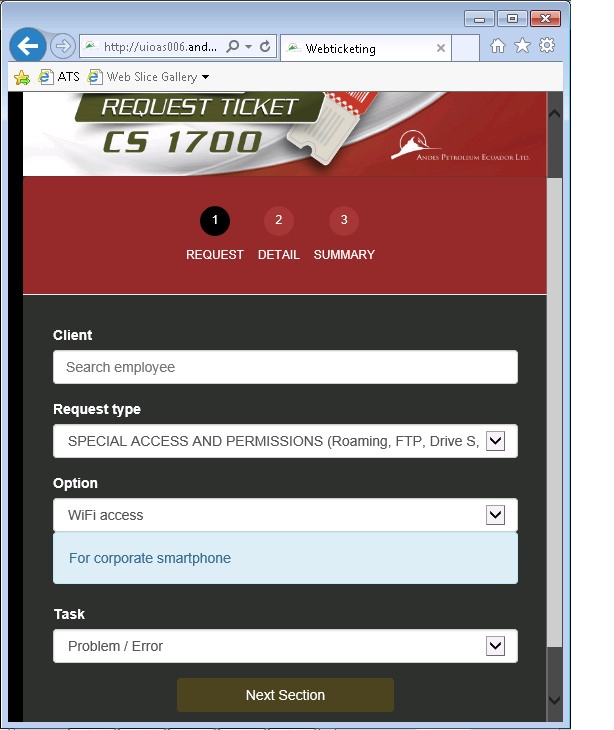 http://uioas006.and...
Webticketing
ATS
Web Slice Gallery
REQUEST TICKET
CS 1700
ANDES PETROLEUM ECUADOR LTD.
1 2 3
REQUEST DETAIL SUMMARY
Client
Search employee
Request type
SPECIAL ACCESS AND PERMISSIONS (Roaming, FTP, Drive S,
Option
WiFi access
For corporate smartphone
Task
Problem / Error
Next Section